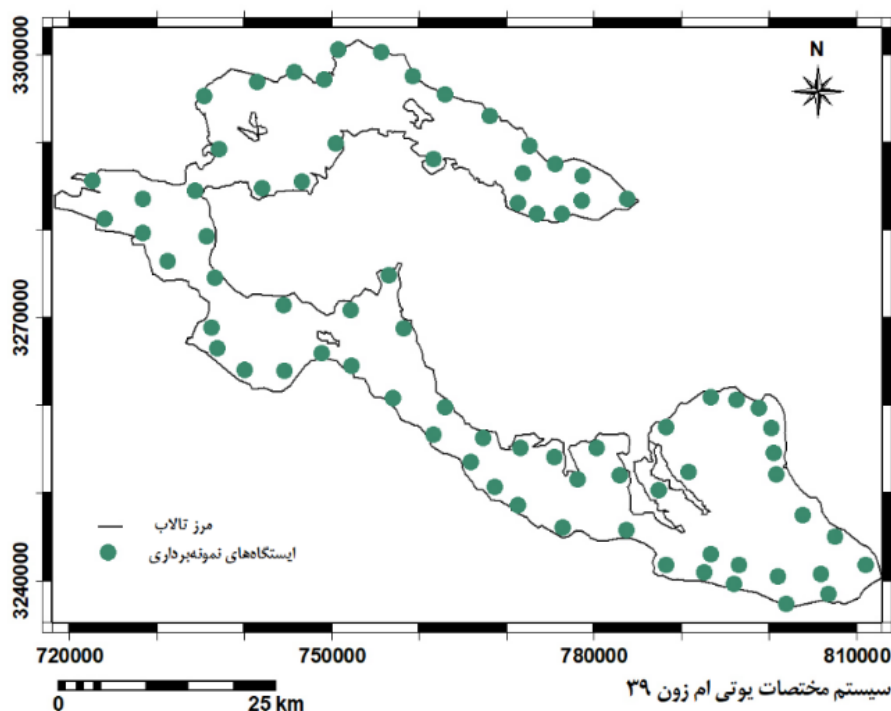 3300000
N
3270000
مرز تالاب
ایستگاه‌های نمونه‌برداری
3240000
720000 750000 780000 810000
0 25 km
سیستم مختصات یوتی ام زون ۳۹